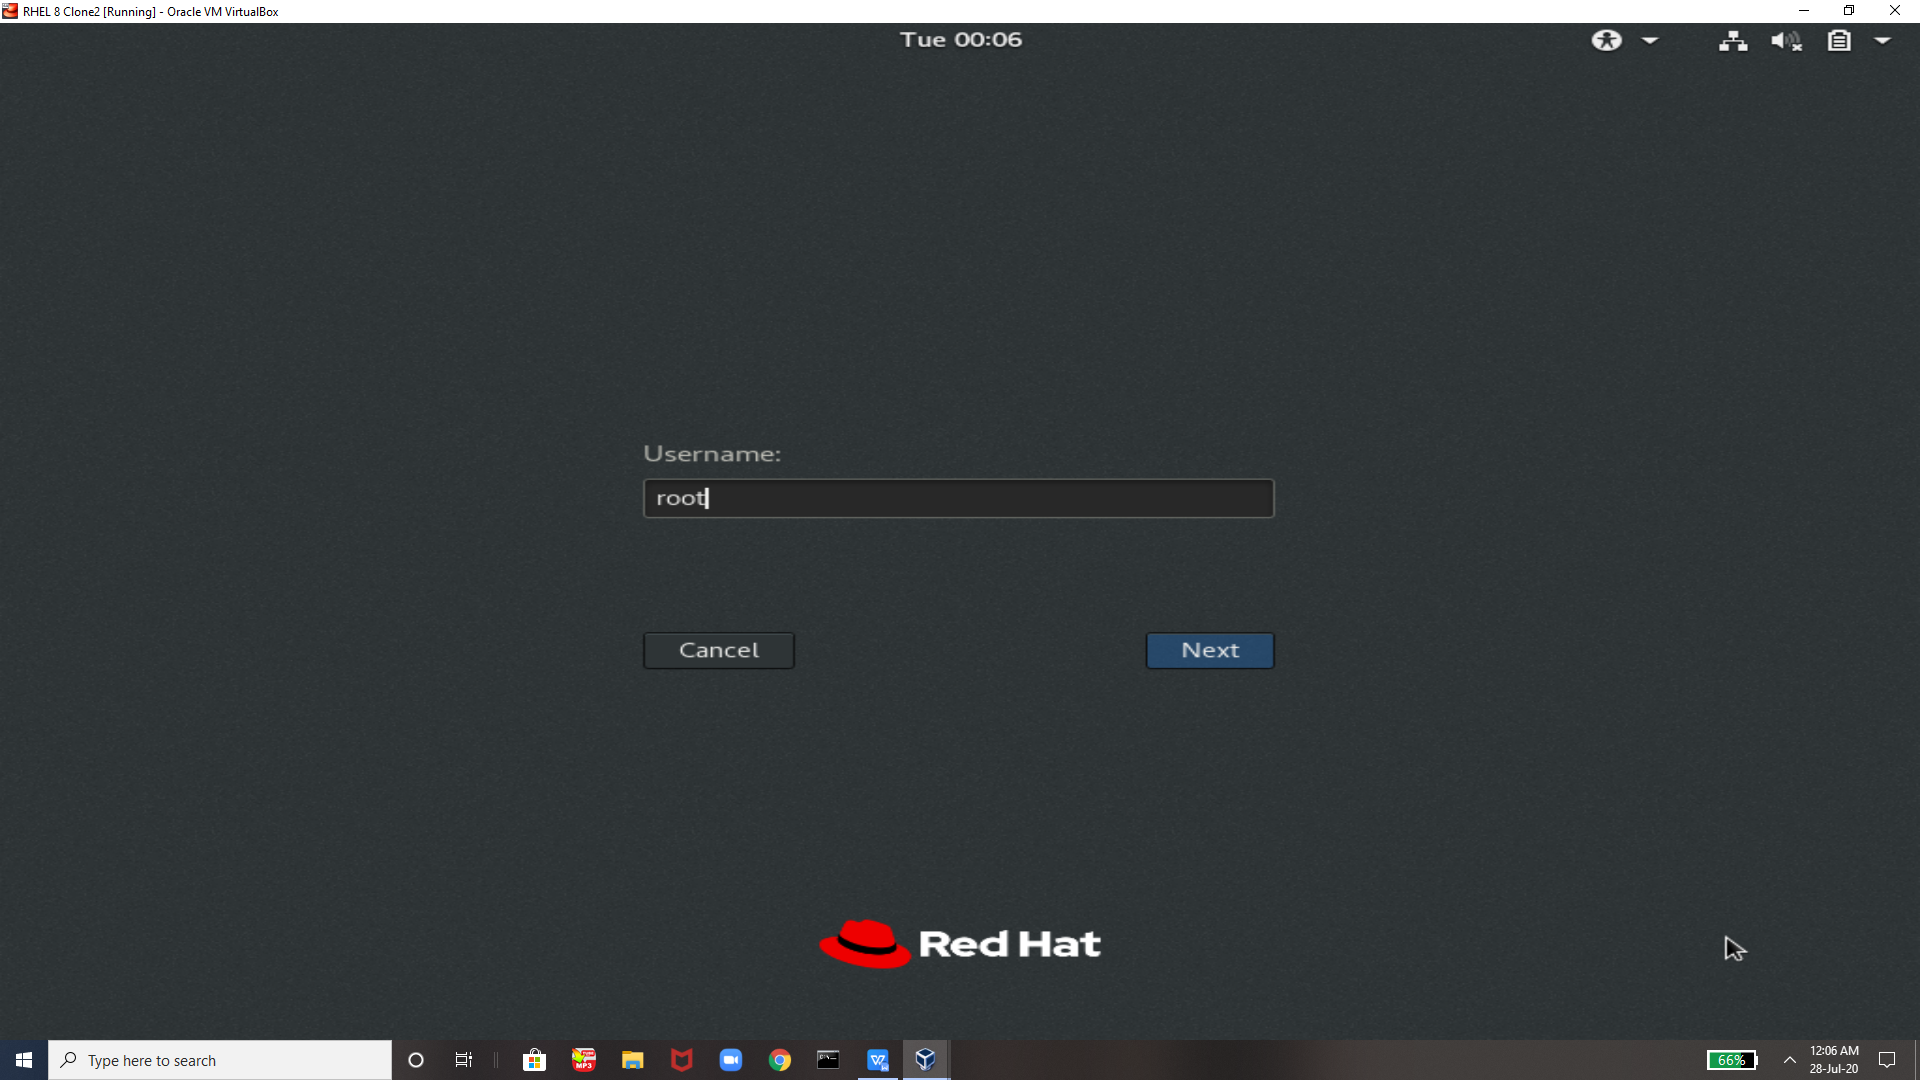 RHEL 8 Clone2 [Running] - Oracle VM VirtualBox
Tue 00:06
Username:
root
Cancel
Next
Red Hat
Type here to search
66%
12:06 AM
28-Jul-20